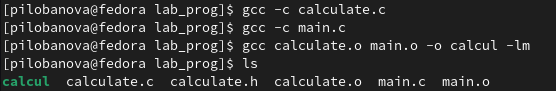 [pilobanova@fedora lab_prog]$ gcc -c calculate.c
[pilobanova@fedora lab_prog]$ gcc -c main.c
[pilobanova@fedora lab_prog]$ gcc calculate.o main.o -o calcul -lm
[pilobanova@fedora lab_prog]$ ls
calcul  calculate.c  calculate.h  calculate.o  main.c  main.o